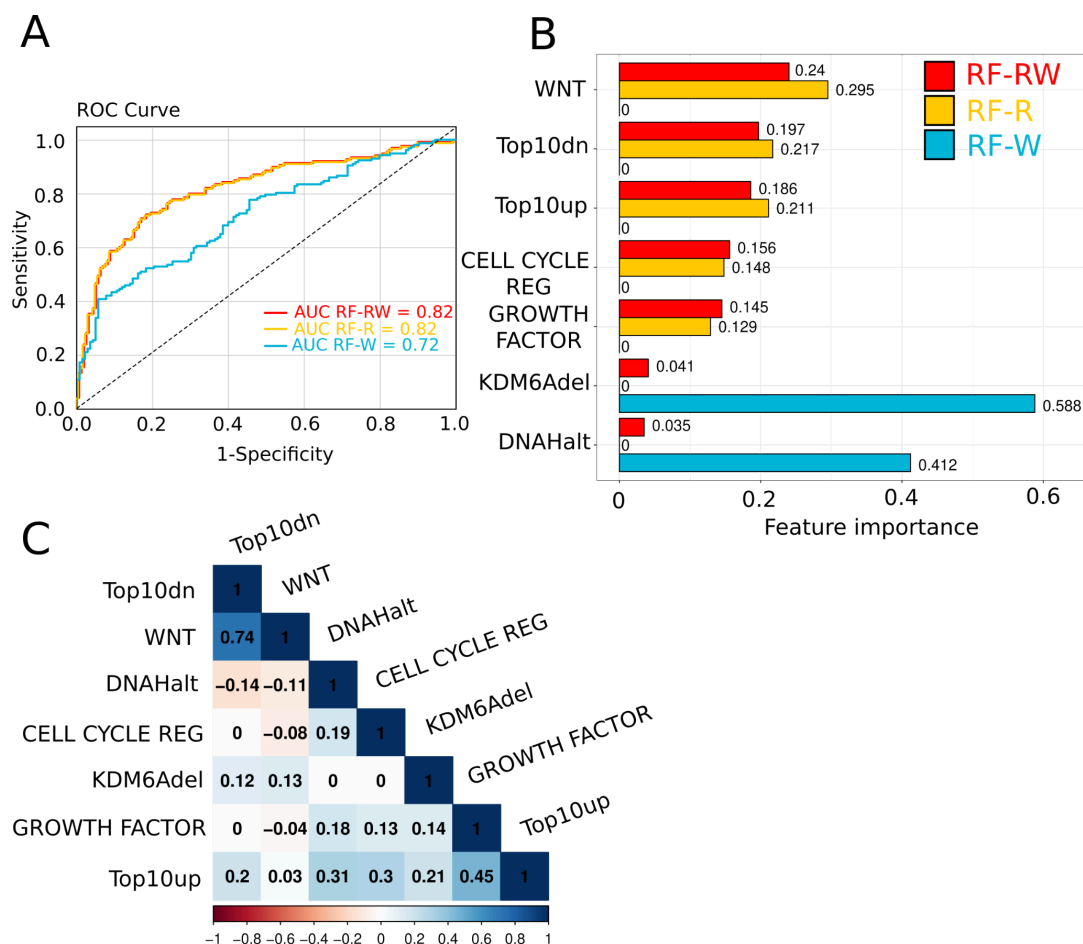 A
ROC Curve
1.0
0.8
0.6
0.4
0.2
0.0
Sensitivity
AUC RF-RW = 0.82
AUC RF-R = 0.82
AUC RF-W = 0.72
0.0 0.2 0.4 0.6 0.8 1.0
1-Specificity
B
RF-RW
RF-R
RF-W
WNT
0.24
0.295
0
Top10dn
0.197
0.217
0
Top10up
0.186
0.211
0
CELL CYCLE
REG
0.156
0.148
0
GROWTH
FACTOR
0.145
0.129
0
KDM6Adel
0.041
0
0.588
DNAHalt
0.035
0
0.412
0 0.2 0.4 0.6
Feature importance
C
Top10dn
WNT
DNAHalt
CELL CYCLE REG
KDM6Adel
GROWTH FACTOR
Top10up
Top10dn 1
WNT 0.74 1
DNAHalt −0.14 −0.11 1
CELL CYCLE REG 0 −0.08 0.19 1
KDM6Adel 0.12 0.13 0 0 1
GROWTH FACTOR 0 −0.04 0.18 0.13 0.14 1
Top10up 0.2 0.03 0.31 0.3 0.21 0.45 1
−1 −0.8 −0.6 −0.4 −0.2 0 0.2 0.4 0.6 0.8 1